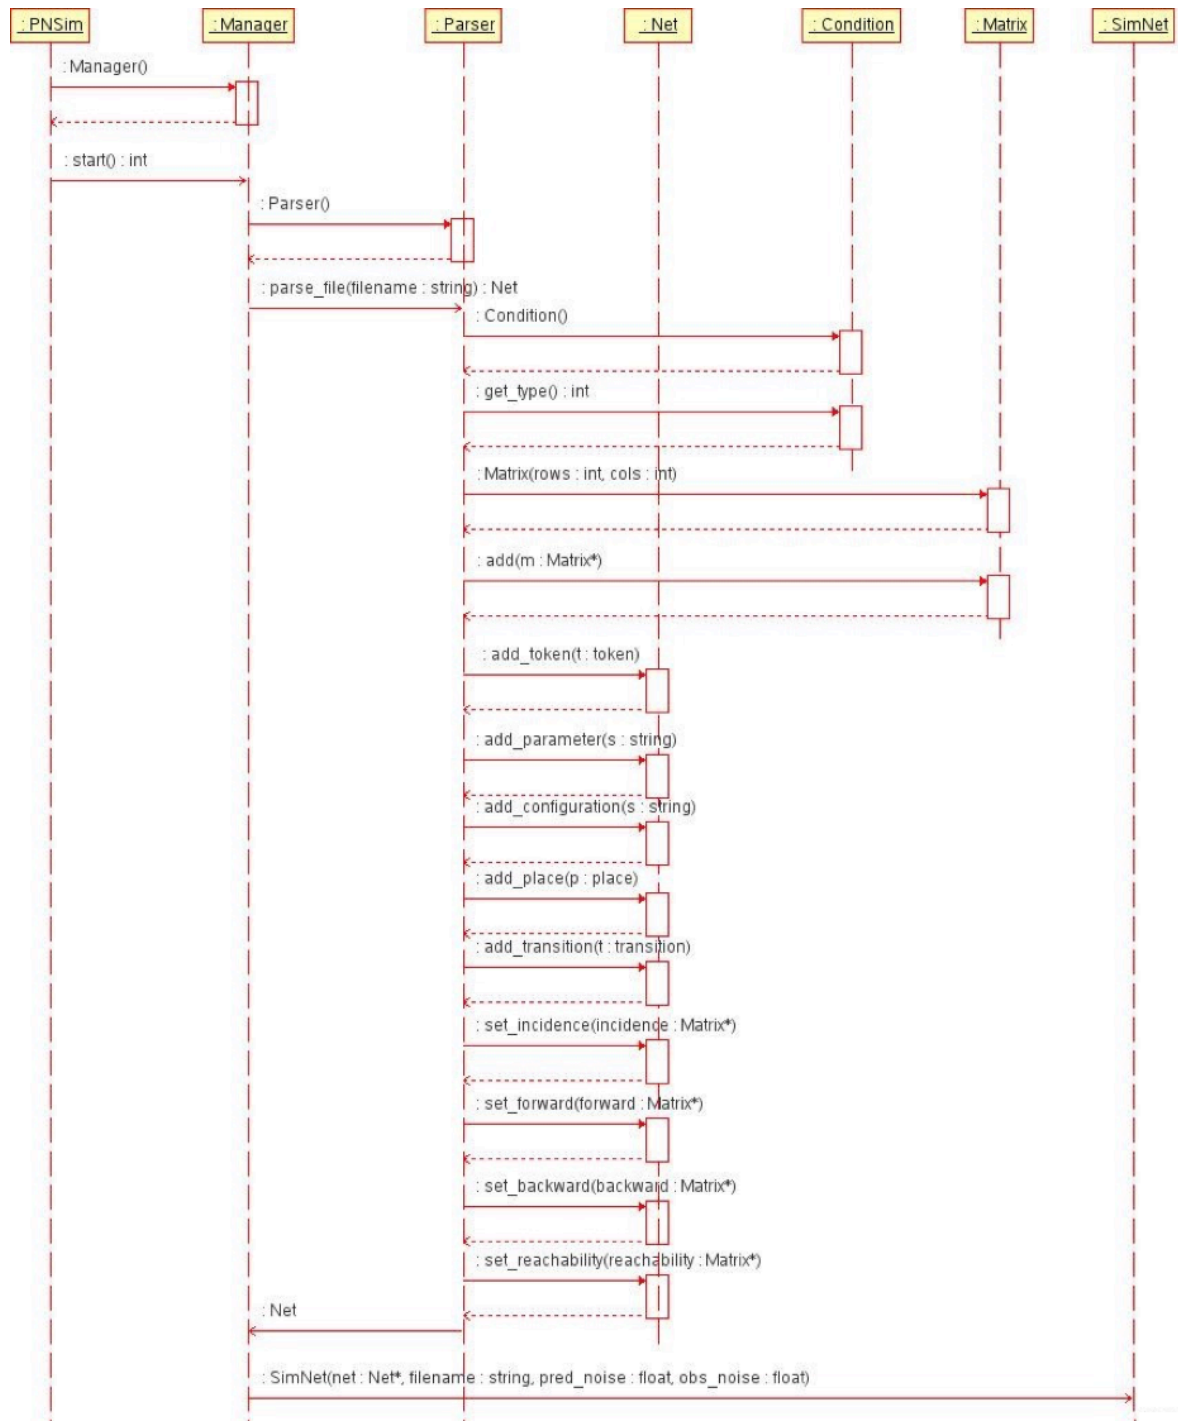 : PNSim : Manager : Parser : Net : Condition : Matrix : SimNet
: Manager()
: start() : int
: Parser()
: parse_file(filename : string) : Net
: Condition()
: get_type() : int
: Matrix(rows : int, cols : int)
: add(m : Matrix*)
: add_token(t : token)
: add_parameter(s : string)
: add_configuration(s : string)
: add_place(p : place)
: add_transition(t : transition)
: set_incidence(incidence : Matrix*)
: set_forward(forward : Matrix*)
: set_backward(backward : Matrix*)
: set_reachability(reachability : Matrix*)
: Net
: SimNet(net : Net*, filename : string, pred_noise : float, obs_noise : float)